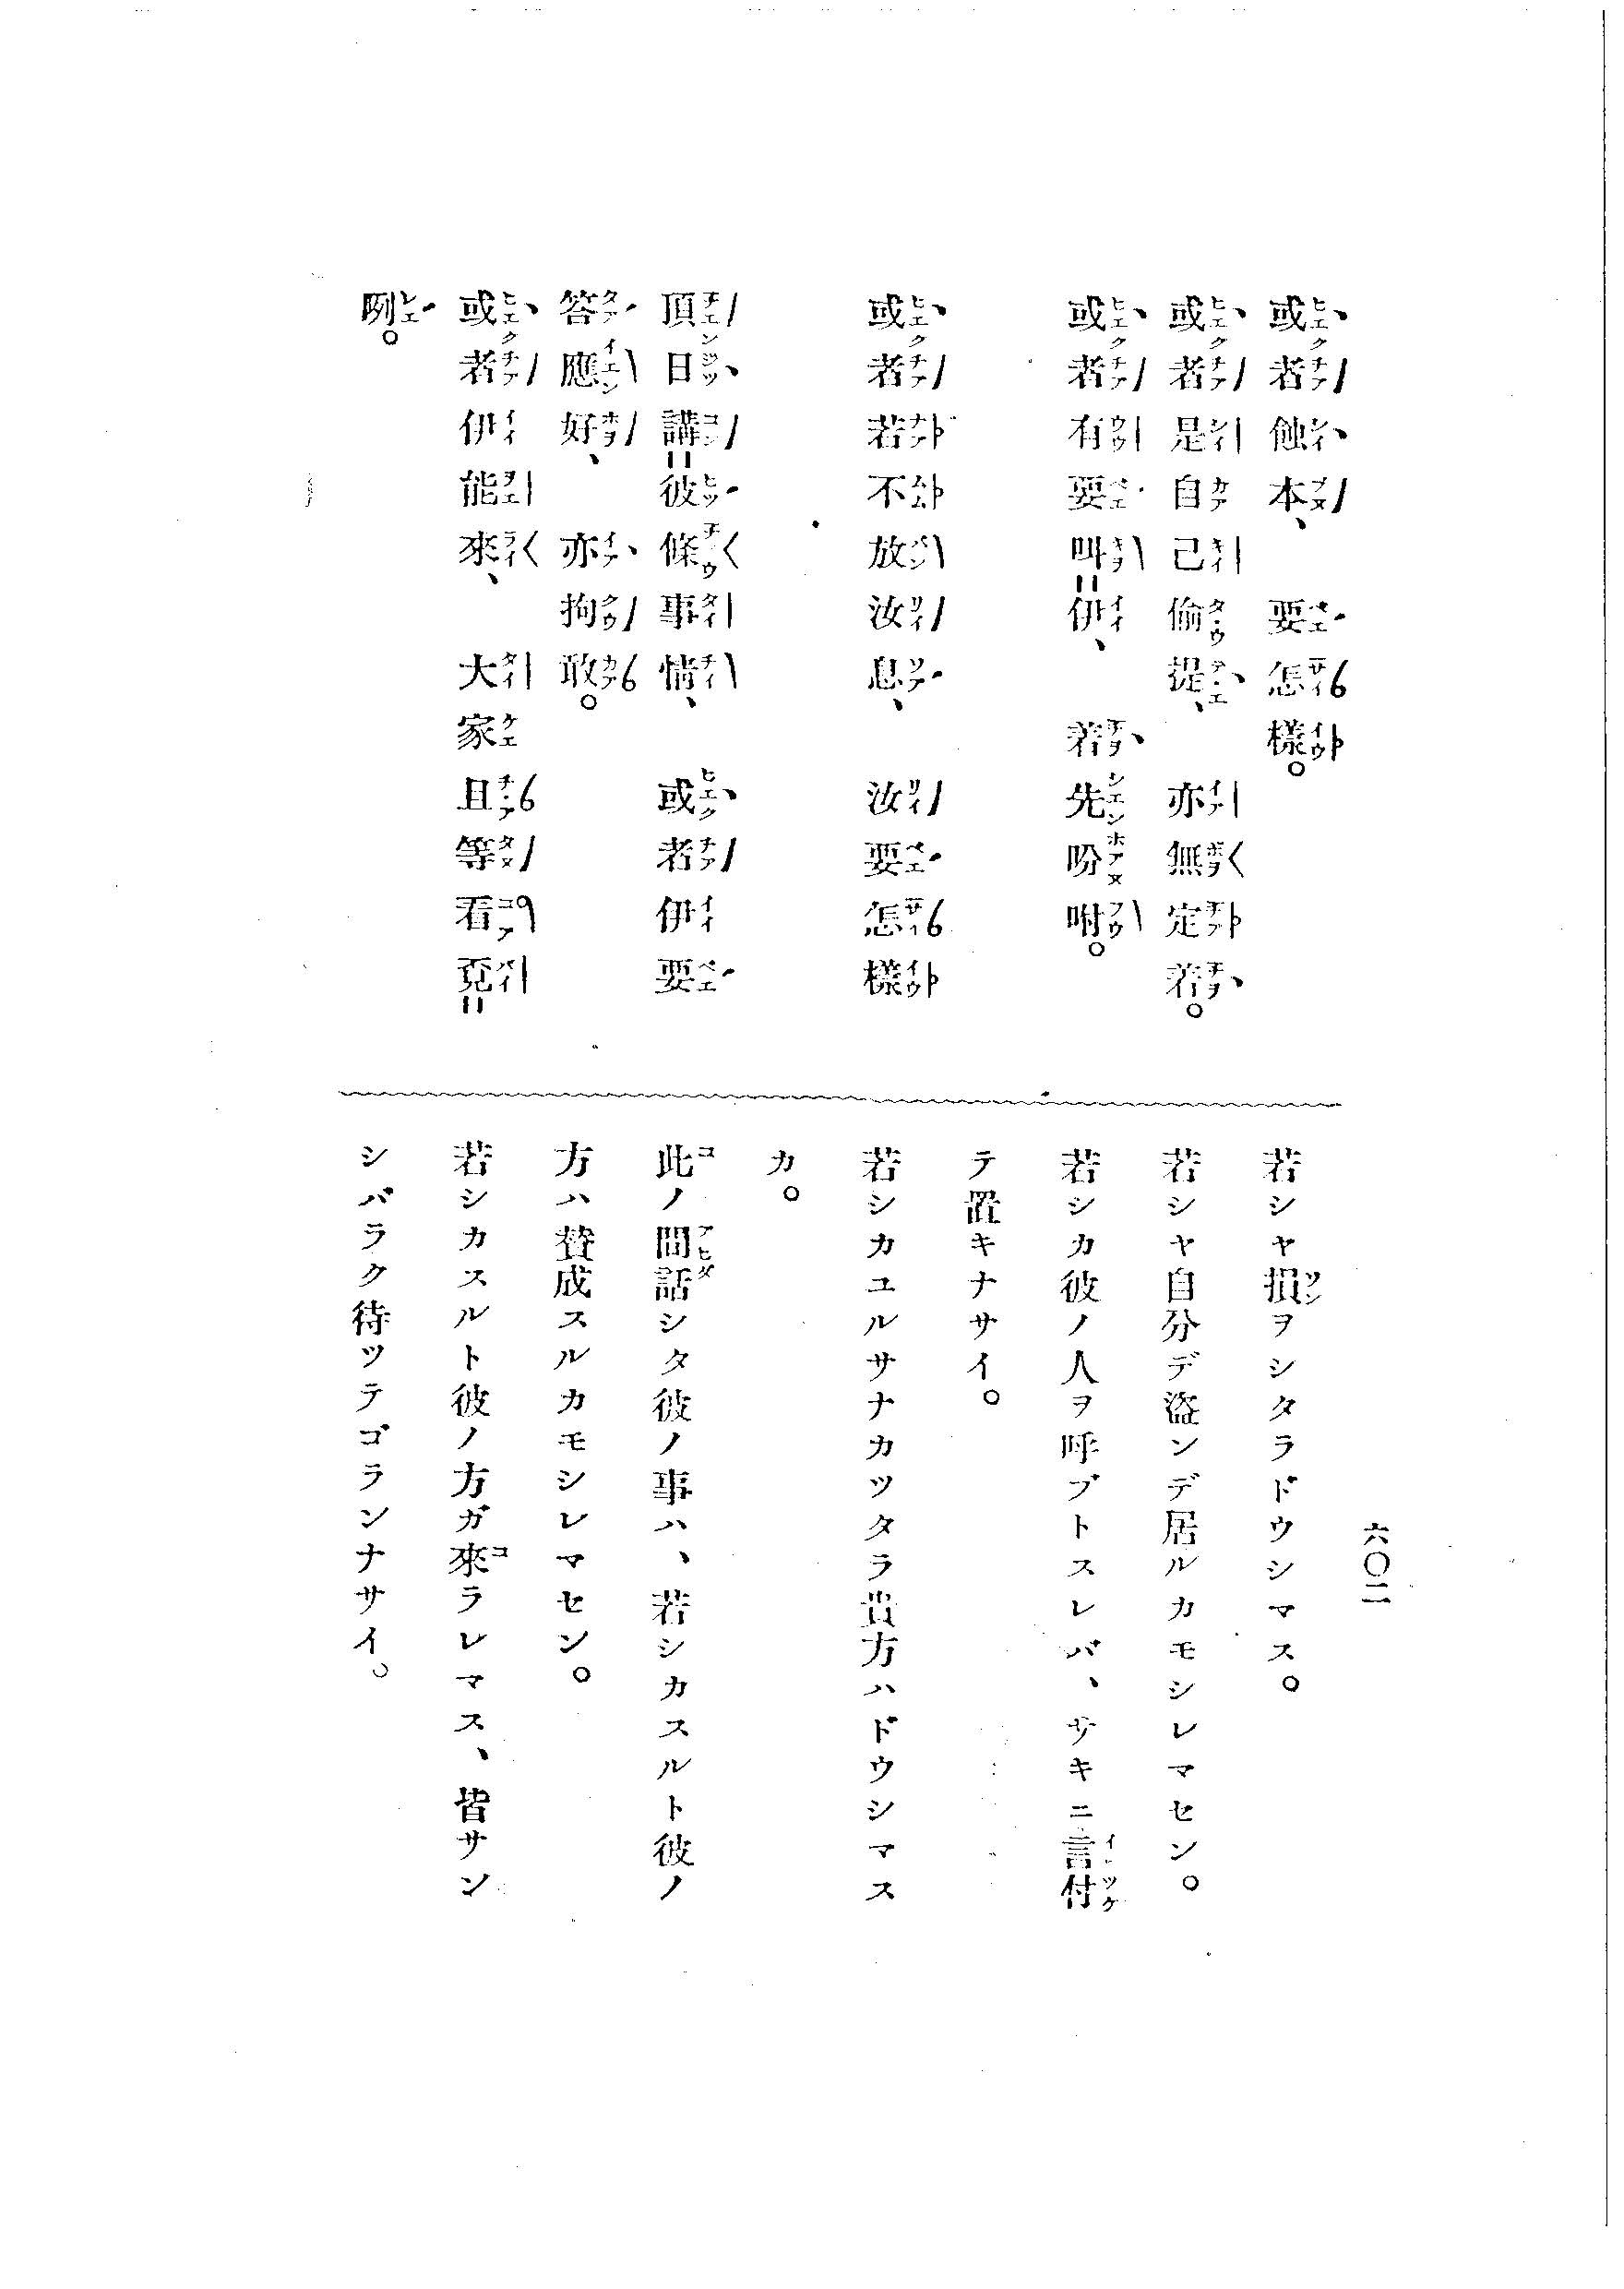 六〇二
或者蝕本、要怎樣。
或者是自己偷提、亦無定着。
或者有要叫=伊、着先吩咐。
或者若不放汝息、汝要怎樣
頂日講=彼條事情、或者伊要
答應好、亦拘敢。
或者伊能來、大家且等看覔=
咧。
若シヤ損ヲシタラドウシマス。
若シヤ自分デ盜ンデ居ルカモシレマセン。
若シカ彼ノ人ヲ呼ブトスレバ、サキニ言付
テ置キナサイ。
若シカユルサナカツタラ貴方ハドウシマス
カ。
此ノ間話シタ彼ノ事ハ、若シカスルト彼ノ
方ハ賛成スルカモシレマセン。
若シカスルト彼ノ方ガ來ラレマス、皆サン
シバラク待ツテゴランナサイ。